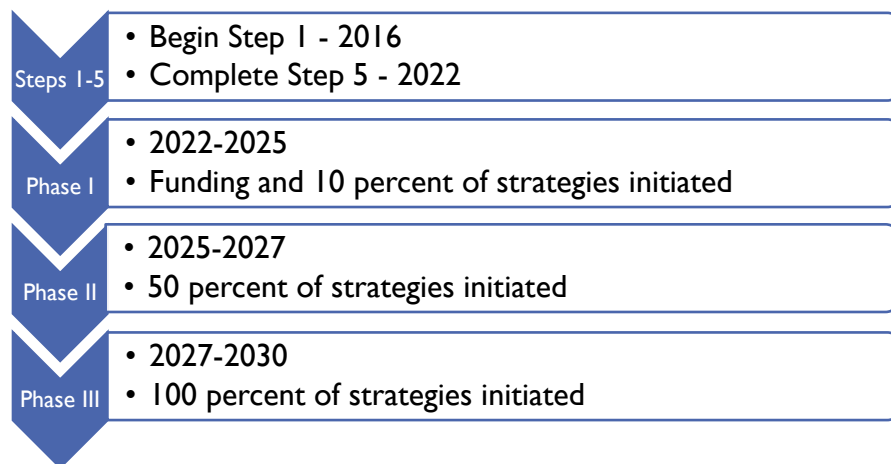 Steps 1-5
• Begin Step 1 - 2016
• Complete Step 5 - 2022
Phase I
• 2022-2025
• Funding and 10 percent of strategies initiated
Phase II
• 2025-2027
• 50 percent of strategies initiated
Phase III
• 2027-2030
• 100 percent of strategies initiated